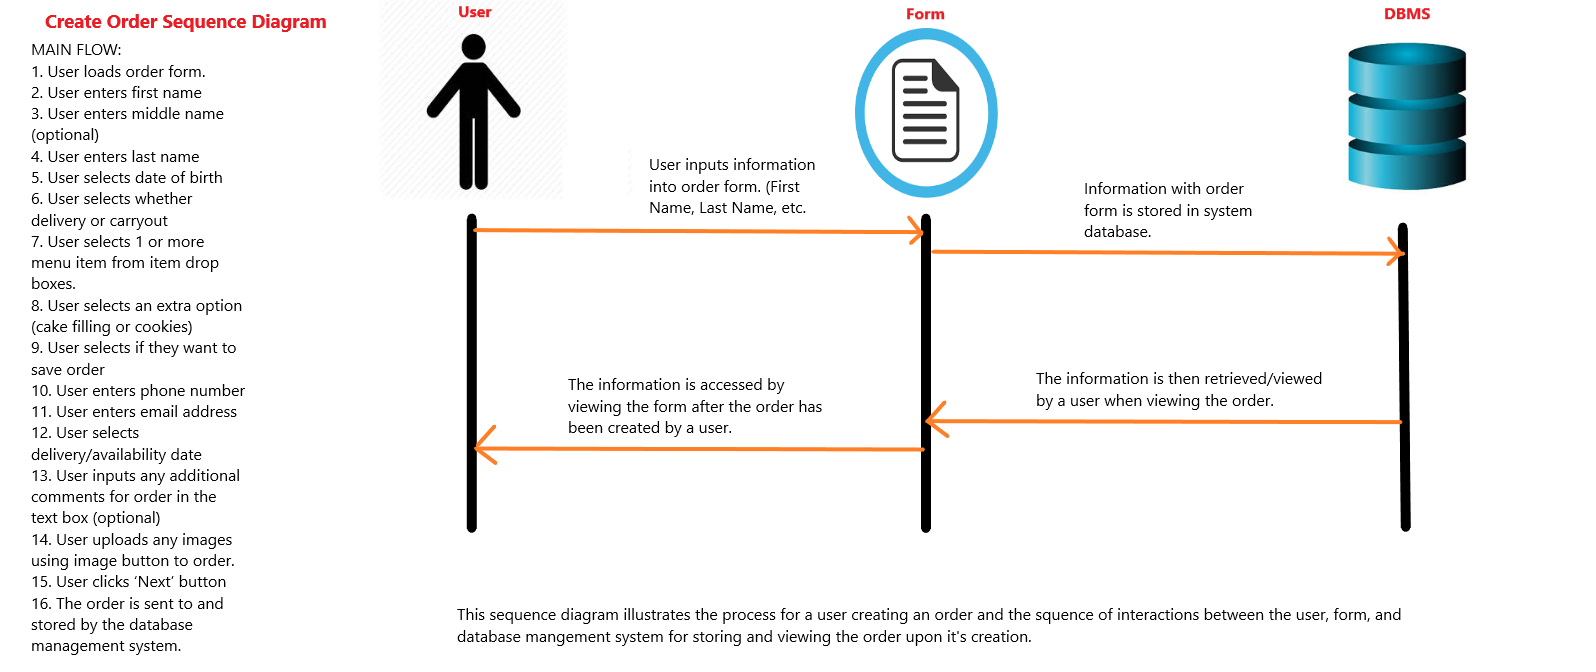 Create Order Sequence Diagram
MAIN FLOW:
1. User loads order form.
2. User enters first name
3. User enters middle name
(optional)
4. User enters last name
5. User selects date of birth
6. User selects whether
delivery or carryout
7. User selects 1 or more
menu item from item drop
boxes.
8. User selects an extra option
(cake filling or cookies)
9. User selects if they want to
save order
10. User enters phone number
11. User enters email address
12. User selects
delivery/availability date
13. User inputs any additional
comments for order in the
text box (optional)
14. User uploads any images
using image button to order.
15. User clicks ‘Next’ button
16. The order is sent to and
stored by the database
management system.
User
Form
DBMS
User inputs information
into order form. (First
Name, Last Name, etc.
Information with order
form is stored in system
database.
The information is accessed by
viewing the form after the order has
been created by a user.
The information is then retrieved/viewed
by a user when viewing the order.
This sequence diagram illustrates the process for a user creating an order and the squence of interactions between the user, form, and
database mangement system for storing and viewing the order upon it's creation.